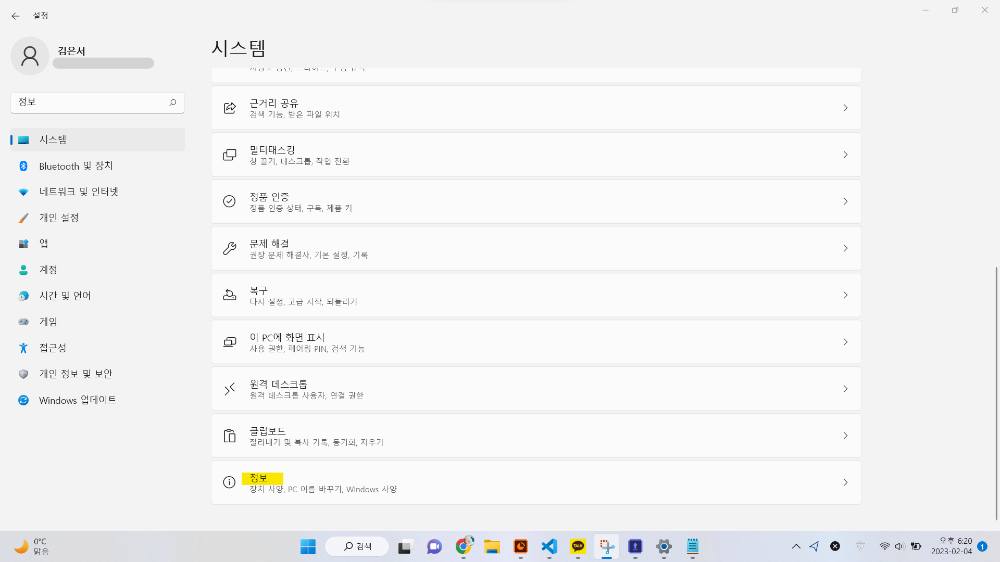 설정
김은서
정보
시스템
Bluetooth 및 장치
네트워크 및 인터넷
개인 설정
앱
계정
시간 및 언어
게임
접근성
개인 정보 및 보안
Windows 업데이트
시스템
근거리 공유
검색 기능, 받은 파일 위치
멀티태스킹
창 끌기, 데스크톱, 작업 전환
정품 인증
정품 인증 상태, 구독, 제품 키
문제 해결
권장 문제 해결사, 기본 설정, 기록
복구
다시 설정, 고급 시작, 되돌리기
이 PC에 화면 표시
사용 권한, 페어링 PIN, 검색 기능
원격 데스크톱
원격 데스크톱 사용자, 연결 권한
클립보드
잘라내기 및 복사 기록, 동기화, 지우기
정보
장치 사양, PC 이름 바꾸기, Windows 사양
0°C
맑음
검색
TALK
오후 6:20
2023-02-04
1